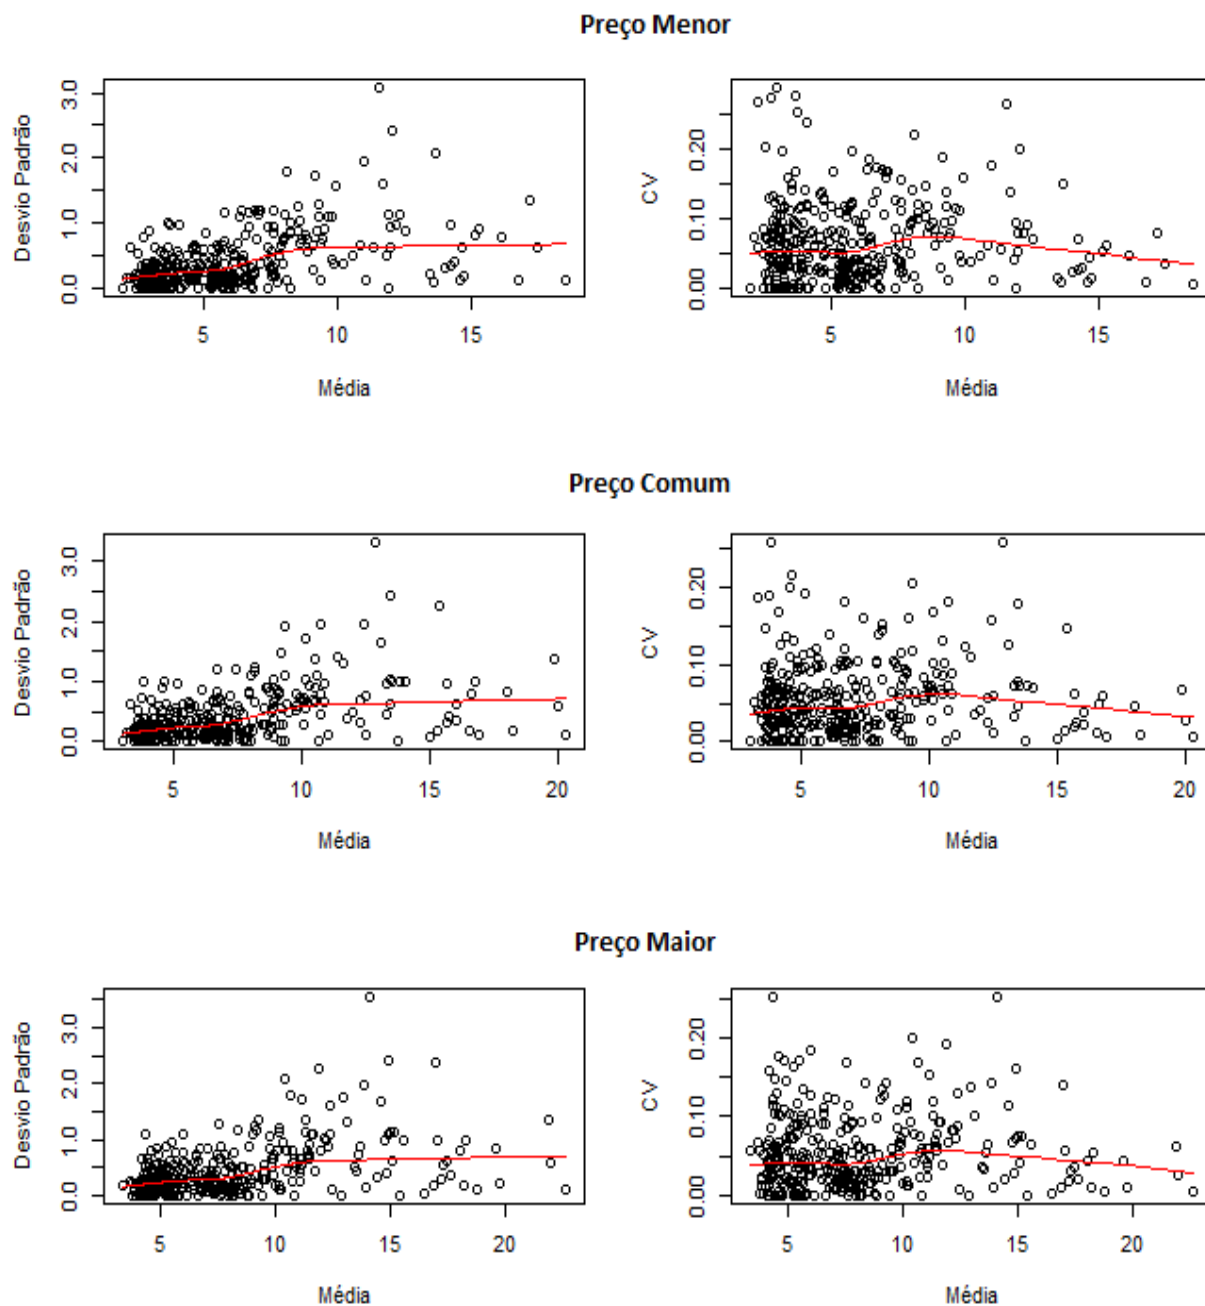 Preço Menor
Desvio Padrão
0.0 1.0 2.0 3.0
5 10 15
Média
CV
0.00 0.10 0.20
5 10 15
Média
Preço Comum
Desvio Padrão
0.0 1.0 2.0 3.0
5 10 15 20
Média
CV
0.00 0.10 0.20
5 10 15 20
Média
Preço Maior
Desvio Padrão
0.0 1.0 2.0 3.0
5 10 15 20
Média
CV
0.00 0.10 0.20
5 10 15 20
Média